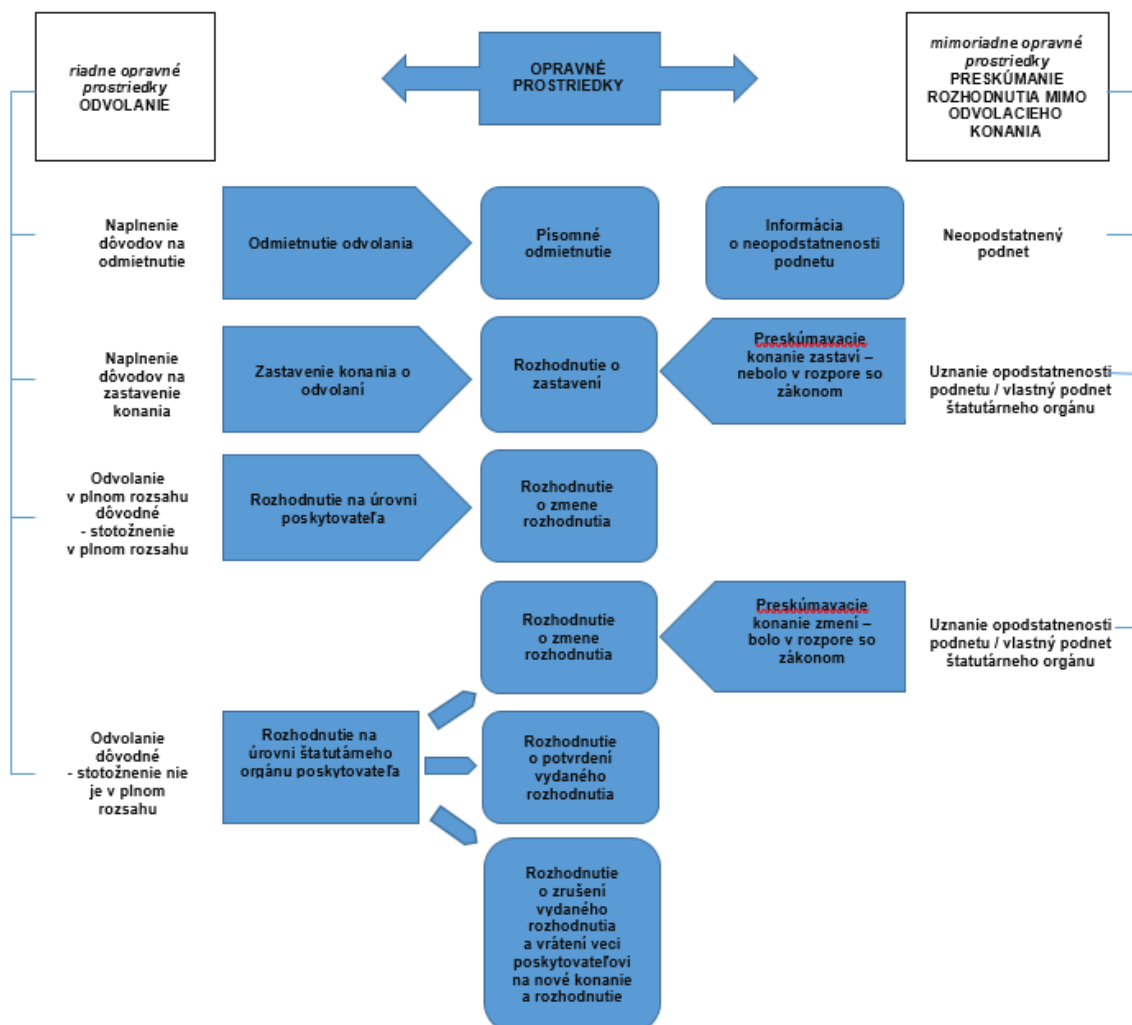 riadne opravné
prostriedky
ODVOLANIE
OPRAVNÉ
PROSTRIEDKY
mimoriadne opravné
prostriedky
PRESKÚMANIE
ROZHODNUTIA MIMO
ODVOLACIEHO
KONANIA
Naplnenie
dôvodov na
odmietnutie
Odmietnutie odvolania
Písomné
odmietnutie
Informácia
o neopodstatnenosti
podnetu
Neopodstatnený
podnet
Naplnenie
dôvodov na
zastavenie
konania
Zastavenie konania o
odvolaní
Rozhodnutie o
zastavení
Preskúmavacie
konanie zastaví –
nebolo v rozpore so
zákonom
Uznanie opodstatnenosti
podnetu / vlastný podnet
štatutárneho orgánu
Odvolanie
v plnom rozsahu
dôvodné
- stotožnenie
v plnom rozsahu
Rozhodnutie na úrovni
poskytovateľa
Rozhodnutie
o zmene
rozhodnutia
Rozhodnutie
o zmene
rozhodnutia
Preskúmavacie
konanie zmení –
bolo v rozpore so
zákonom
Uznanie opodstatnenosti
podnetu / vlastný podnet
štatutárneho orgánu
Odvolanie
dôvodné
- stotožnenie nie
je v plnom
rozsahu
Rozhodnutie na
úrovni štatutárneho
orgánu poskytovateľa
Rozhodnutie
o potvrdení
vydaného
rozhodnutia
Rozhodnutie
o zrušení
vydaného
rozhodnutia
a vrátení veci
poskytovateľovi
na nové konanie
a rozhodnutie